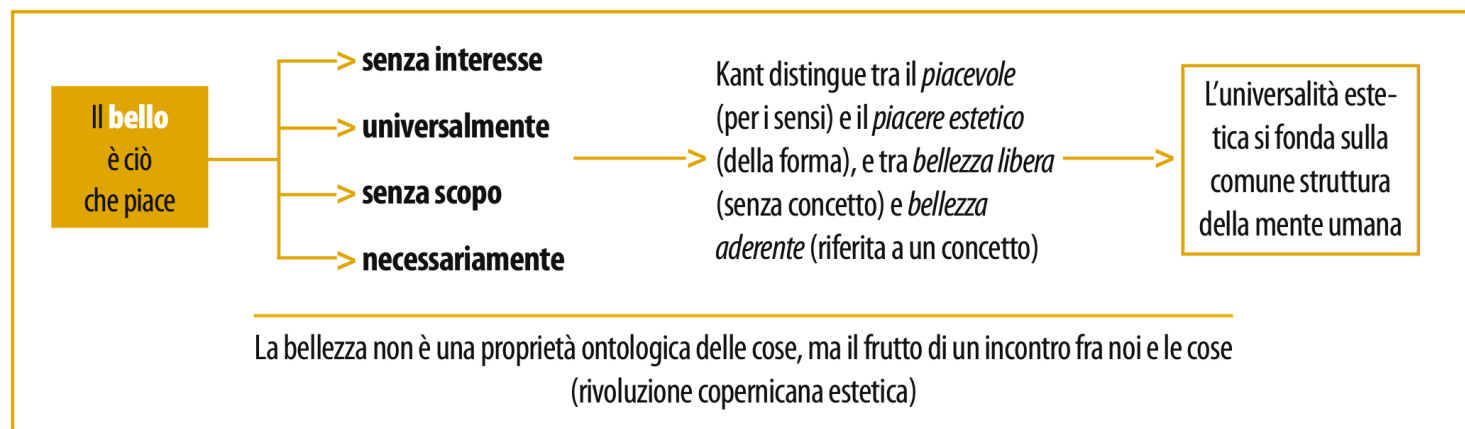 Il bello
è ciò
che piace
senza interesse
universalmente
senza scopo
necessariamente
Kant distingue tra il piacevole
(per i sensi) e il piacere estetico
(della forma), e tra bellezza libera
(senza concetto) e bellezza
aderente (riferita a un concetto)
L'universalità este-
tica si fonda sulla
comune struttura
della mente umana
La bellezza non è una proprietà ontologica delle cose, ma il frutto di un incontro fra noi e le cose
(rivoluzione copernicana estetica)